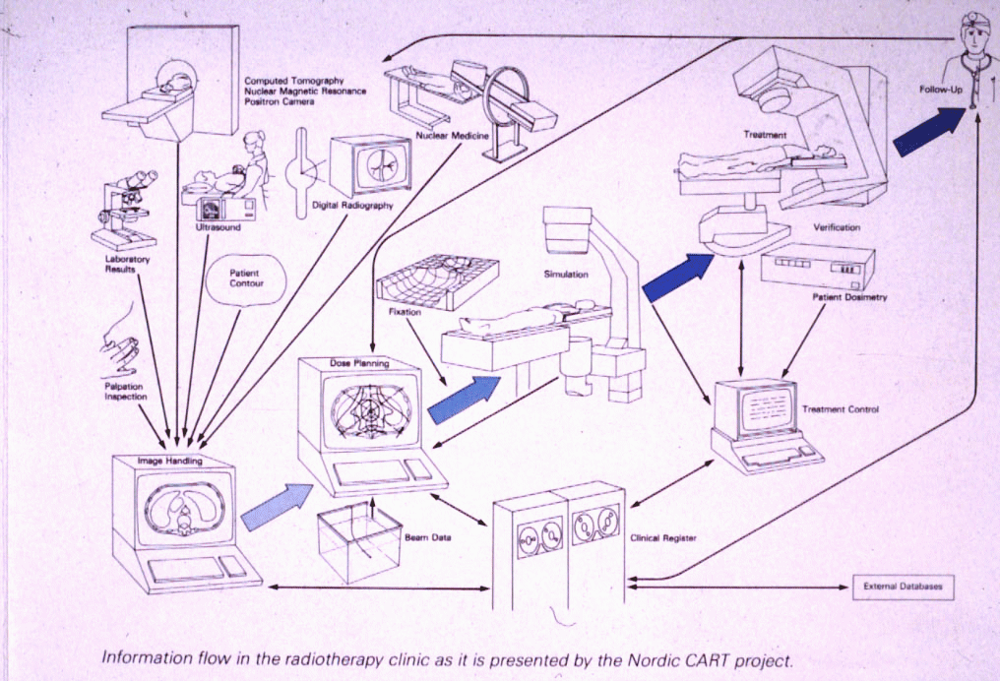 Computed Tomography
Nuclear Magnetic Resonance
Positron Camera
Nuclear Medicine
Follow-Up
Treatment
Digital Radiography
Ultrasound
Laboratory
Results
Patient
Contour
Verification
Simulation
Fixation
Patient Dosimetry
Palpation
Inspection
Dose Planning
Treatment Control
Image Handling
Beam Data
Clinical Register
External Databases
Information flow in the radiotherapy clinic as it is presented by the Nordic CART project.